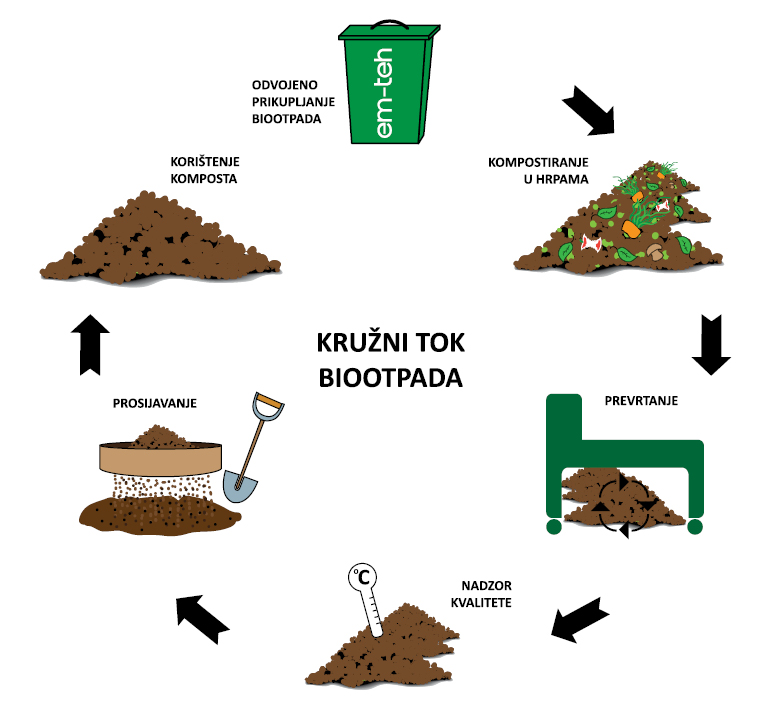 ODVOJENO
PRIKUPLJANJE
BIOOTPADA
em-teh
KOMPOSTIRANJE
U HRPAMA
KORIŠTENJE
KOMPOSTA
KRUŽNI TOK
BIOOTPADA
PROSIJAVANJE
PREVRTANJE
°C
NADZOR
KVALITETE